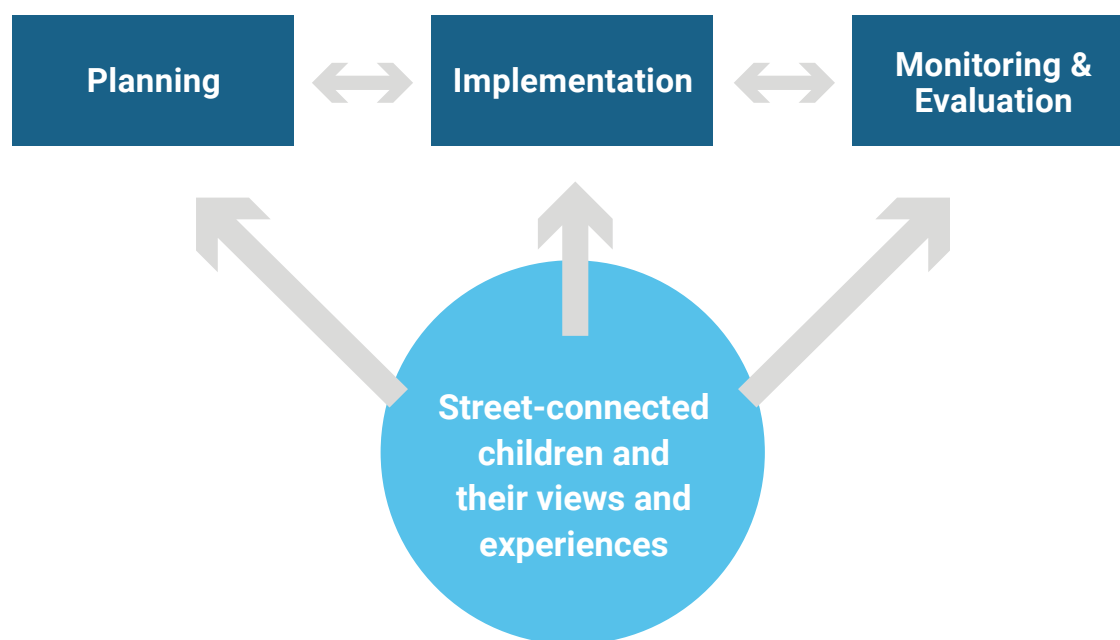 Planning
Implementation
Monitoring &
Evaluation
Street-connected
children and
their views and
experiences